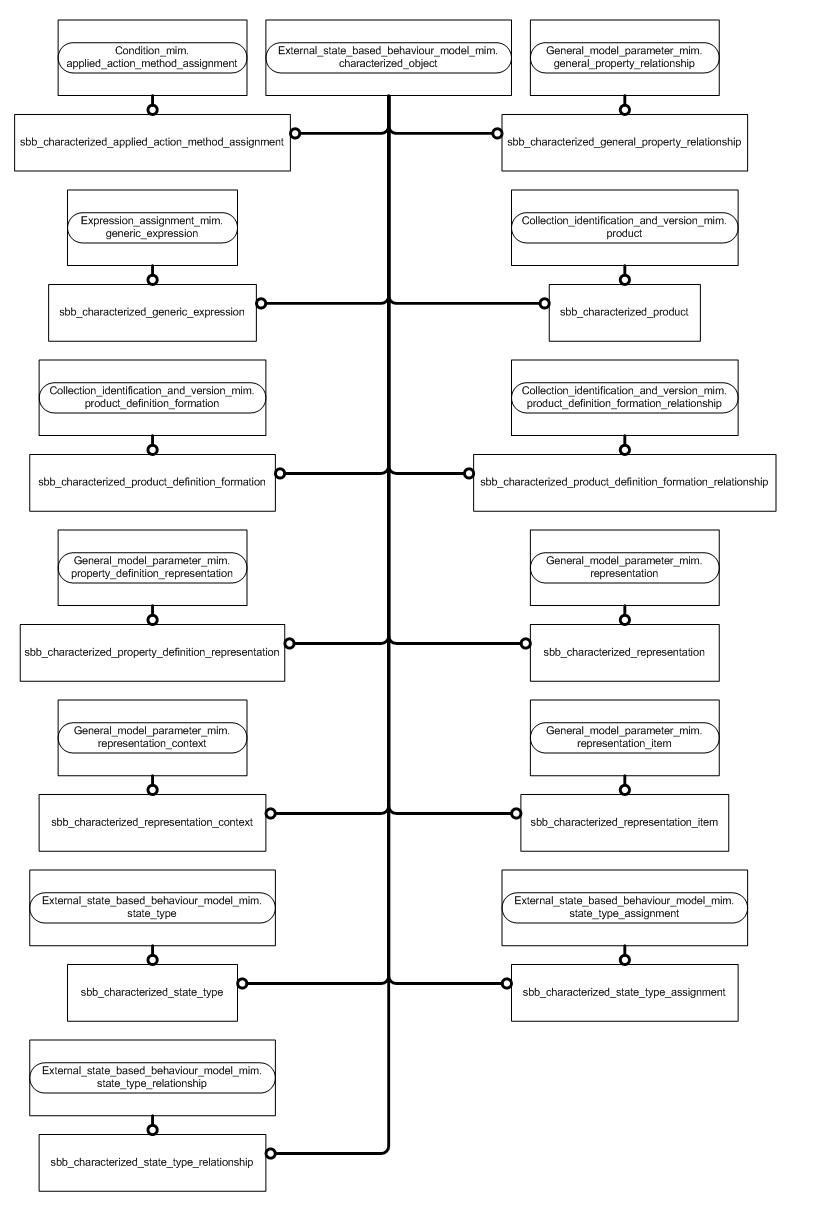 Condition_mim.
applied_action_method_assignment
External_state_based_behaviour_model_mim.
characterized_object
General_model_parameter_mim.
general_property_relationship
sbb_characterized_applied_action_method_assignment
sbb_characterized_general_property_relationship
Expression_assignment_mim.
generic_expression
Collection_identification_and_version_mim.
product
sbb_characterized_generic_expression
sbb_characterized_product
Collection_identification_and_version_mim.
product_definition_formation
Collection_identification_and_version_mim.
product_definition_formation_relationship
sbb_characterized_product_definition_formation
sbb_characterized_product_definition_formation_relationship
General_model_parameter_mim.
property_definition_representation
General_model_parameter_mim.
representation
sbb_characterized_property_definition_representation
sbb_characterized_representation
General_model_parameter_mim.
representation_context
General_model_parameter_mim.
representation_item
sbb_characterized_representation_context
sbb_characterized_representation_item
External_state_based_behaviour_model_mim.
state_type
External_state_based_behaviour_model_mim.
state_type_assignment
sbb_characterized_state_type
sbb_characterized_state_type_assignment
External_state_based_behaviour_model_mim.
state_type_relationship
sbb_characterized_state_type_relationship